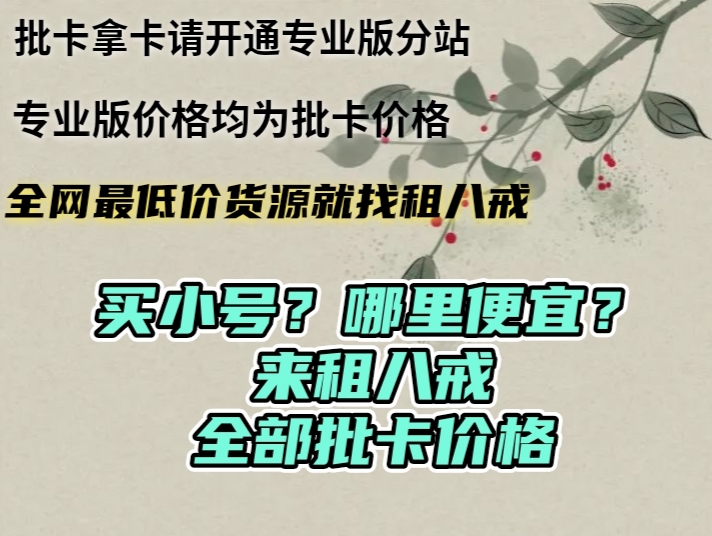 批卡拿卡请开通专业版分站
专业版价格均为批卡价格
全网最低价货源就找租八戒
买小号？哪里便宜？
来租八戒
全部批卡价格